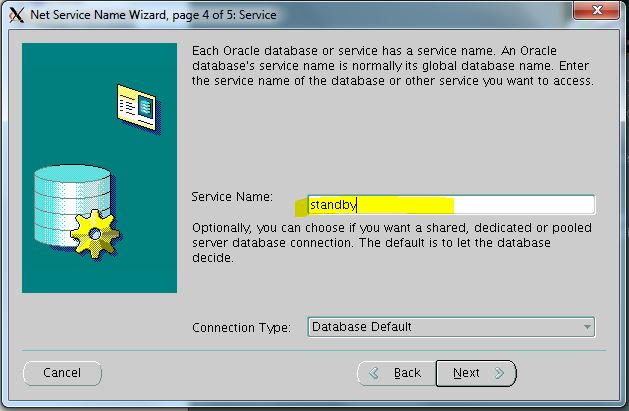 Net Service Name Wizard, page 4 of 5: Service
Each Oracle database or service has a service name. An Oracle
database's service name is normally its global database name. Enter
the service name of the database or other service you want to access.
Service Name:
standby
Optionally, you can choose if you want a shared, dedicated or pooled
server database connection. The default is to let the database
decide.
Connection Type:
Database Default
Cancel
Back
Next